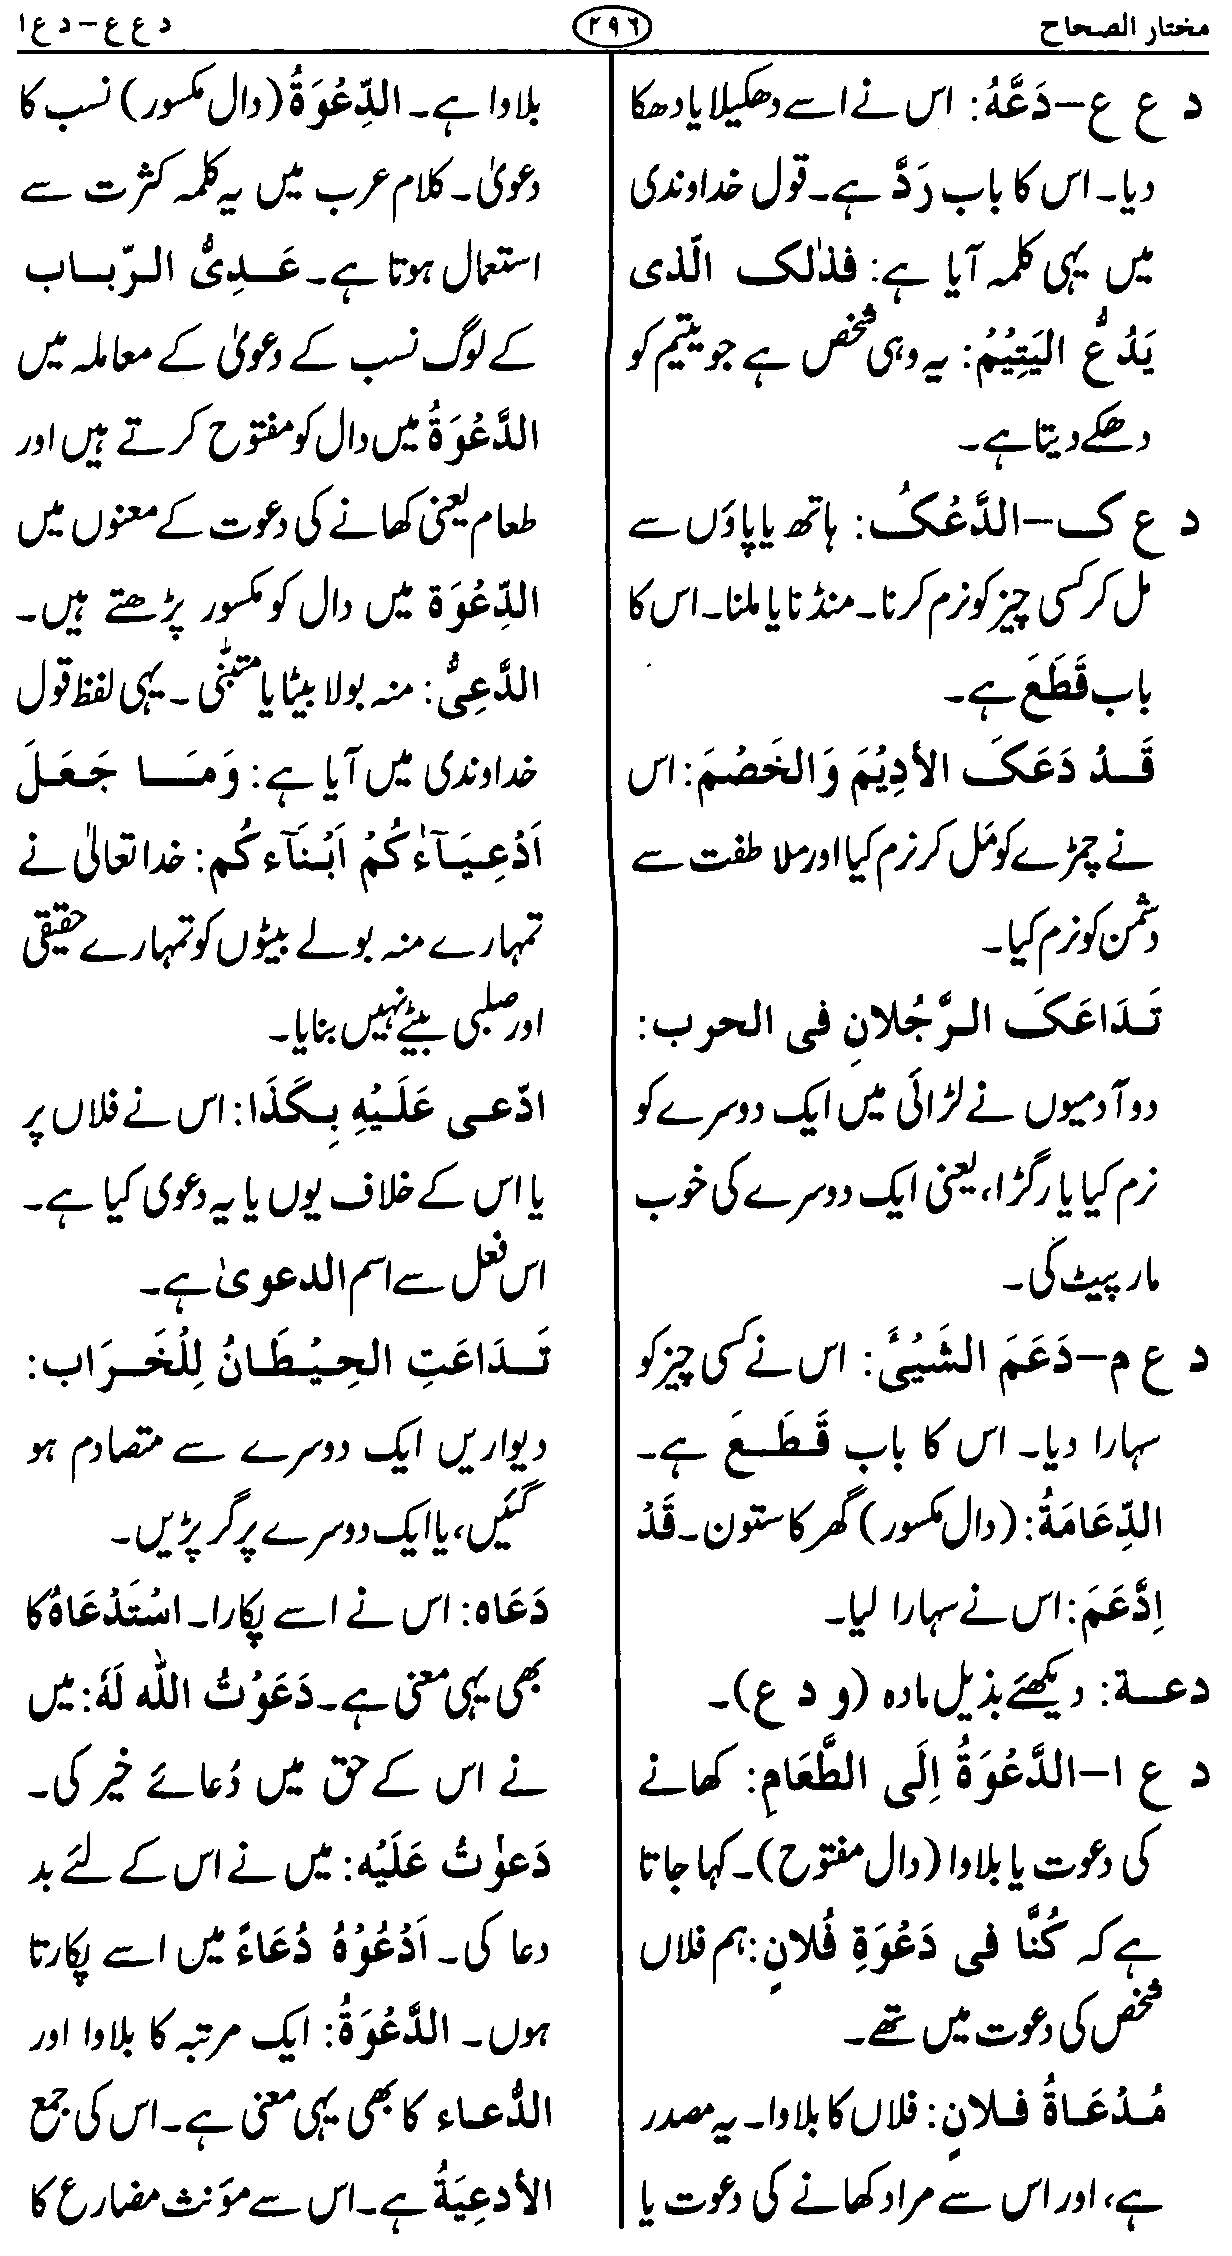 مختار الصحاح
۲۹۶
د ع ع – د ع ا
د ع ع – دَعَّهُ: اس نے اسے دھکیلا یا دھکا
دیا۔ اس کا باب رَدَّ ہے۔ قول خداوندی
میں یہی کلمہ آیا ہے: فذٰلک الّذی
یَدُعُّ الیَتِیْمُ: یہ وہی شخص ہے جو یتیم کو
دھکے دیتا ہے۔
د ع ک – الدَّعْکُ: ہاتھ یا پاؤں سے
مل کر کسی چیز کو نرم کرنا۔ منڈنا یا ملنا۔ اس کا
باب قَطَعَ ہے۔
قَدْ دَعَکَ الأدِیْمَ وَالخَصْمَ: اس
نے چمڑے کو مَل کر نرم کیا اور ملاطفت سے
دشمن کو نرم کیا۔
تَدَاعَکَ الرَّجُلانِ فی الحرب:
دو آدمیوں نے لڑائی میں ایک دوسرے کو
نرم کیا یا رگڑا، یعنی ایک دوسرے کی خوب
مار پیٹ کی۔
د ع م – دَعَمَ الشَیْئَ: اس نے کسی چیز کو
سہارا دیا۔ اس کا باب قَطَعَ ہے۔
الدِّعَامَةُ: (دال مکسور) گھر کا ستون۔ قَدْ
اِدَّعَمَ: اس نے سہارا لیا۔
دعة: دیکھئے بذیل مادہ (و د ع)۔
د ع ا – الدَّعْوَةُ اِلَی الطَّعَامِ: کھانے
کی دعوت یا بلاوا (دال مفتوح)۔ کہا جاتا
ہے کہ کُنَّا فی دَعْوَةِ فُلانٍ: ہم فلاں
شخص کی دعوت میں تھے۔
مُدْعَاةُ فلانٍ: فلاں کا بلاوا۔ یہ مصدر
ہے، اور اس سے مراد کھانے کی دعوت یا
بلاوا ہے۔ الدِّعْوَةُ (دال مکسور) نسب کا
دعویٰ۔ کلام عرب میں یہ کلمہ کثرت سے
استعمال ہوتا ہے۔ عَدِیُّ الرّباب
کے لوگ نسب کے دعویٰ کے معاملہ میں
الدَّعْوَةُ میں دال کو مفتوح کرتے ہیں اور
طعام یعنی کھانے کی دعوت کے معنوں میں
الدِّعْوَة میں دال کو مکسور پڑھتے ہیں۔
الدَّعِیُّ: منہ بولا بیٹا یا متبنّٰی۔ یہی لفظ قول
خداوندی میں آیا ہے: وَمَا جَعَلَ
اَدْعِیَآءَکُمْ اَبْنَآءَکُم: خدا تعالیٰ نے
تمہارے منہ بولے بیٹوں کو تمہارے حقیقی
اور صلبی بیٹے نہیں بنایا۔
ادّعی عَلَیْهِ بِکَذَا: اس نے فلاں پر
یا اس کے خلاف یوں یا یہ دعوی کیا ہے۔
اس فعل سے اسم الدعویٰ ہے۔
تَدَاعَتِ الحِیْطَانُ لِلْخَرَاب:
دیواریں ایک دوسرے سے متصادم ہو
گئیں، یا ایک دوسرے پر گر پڑیں۔
دَعَاه: اس نے اسے پکارا۔ اسْتَدْعَاهُ کا
بھی یہی معنی ہے۔ دَعَوْتُ اللہ لَهُ: میں
نے اس کے حق میں دُعائے خیر کی۔
دَعوْتُ عَلَیْه: میں نے اس کے لئے بد
دعا کی۔ اَدْعُوْهُ دُعَاءً میں اسے پکارتا
ہوں۔ الدَّعْوَةُ: ایک مرتبہ کا بلاوا اور
الدُّعاء کا بھی یہی معنی ہے۔ اس کی جمع
الأدعِیَةُ ہے۔ اس سے مؤنث مضارع کا